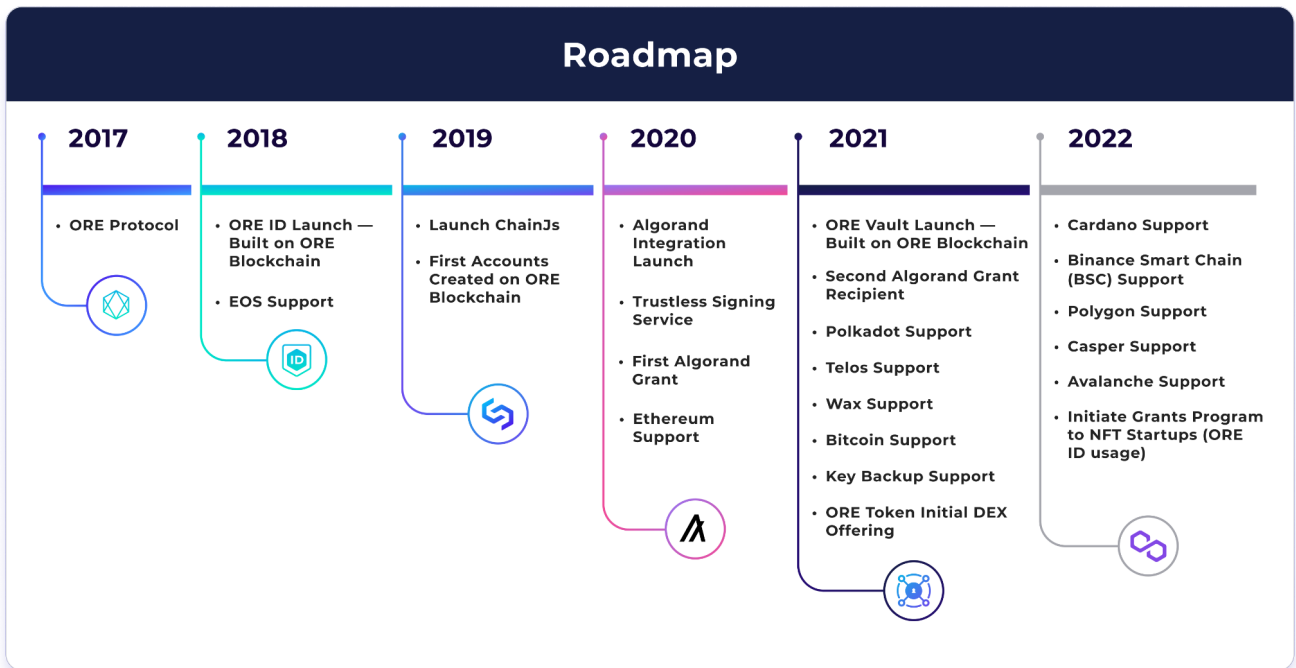 Roadmap
2017
• ORE Protocol
2018
• ORE ID Launch —
Built on ORE
Blockchain
• EOS Support
ID
2019
• Launch ChainJs
• First Accounts
Created on ORE
Blockchain
2020
• Algorand
Integration
Launch
• Trustless Signing
Service
• First Algorand
Grant
• Ethereum
Support
2021
• ORE Vault Launch —
Built on ORE Blockchain
• Second Algorand Grant
Recipient
• Polkadot Support
• Telos Support
• Wax Support
• Bitcoin Support
• Key Backup Support
• ORE Token Initial DEX
Offering
2022
• Cardano Support
• Binance Smart Chain
(BSC) Support
• Polygon Support
• Casper Support
• Avalanche Support
• Initiate Grants Program
to NFT Startups (ORE
ID usage)